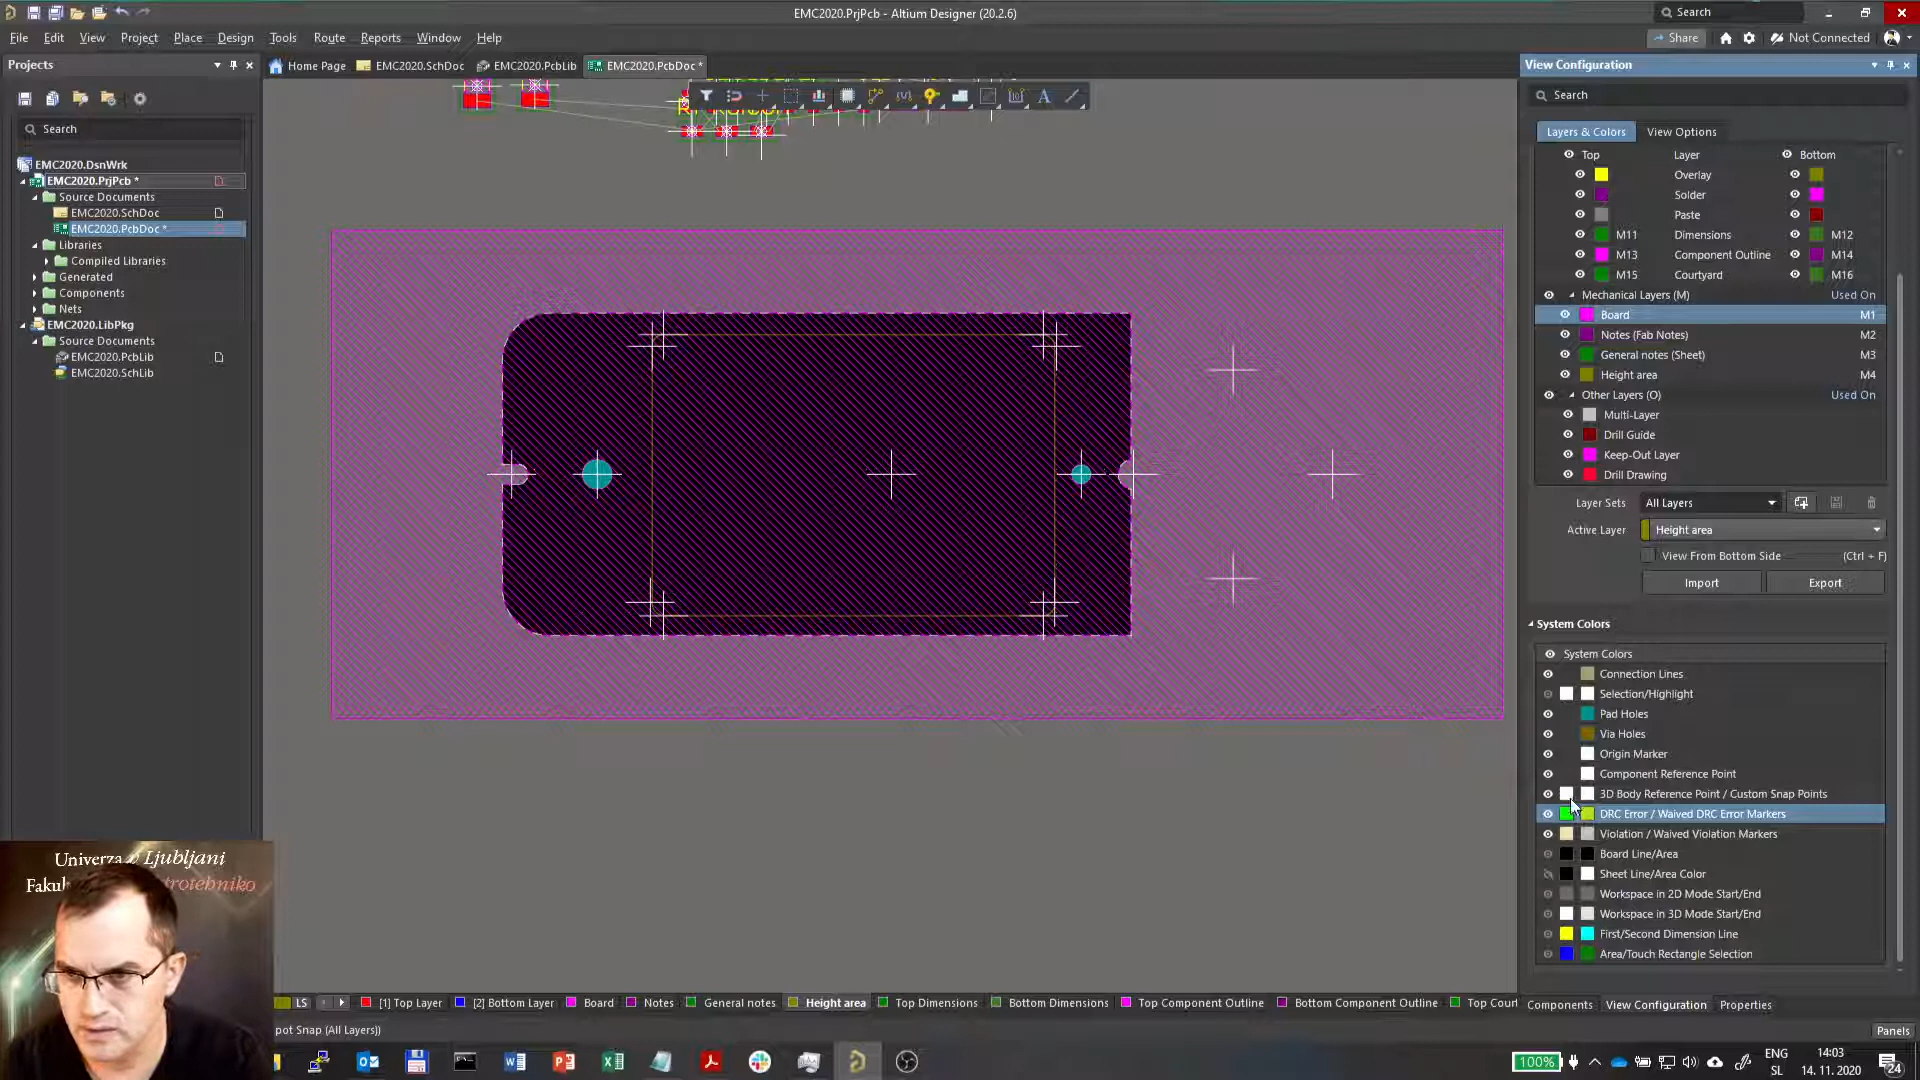 EMC2020.PrjPcb - Altium Designer (20.2.6)
Search
File Edit View Project Place Design Tools Route Reports Window Help
Share
Not Connected
Projects
Home Page
EMC2020.SchDoc
EMC2020.PcbLib
EMC2020.PcbDoc *
View Configuration
Search
Search
EMC2020.DsnWrk
EMC2020.PrjPcb *
Source Documents
EMC2020.SchDoc
EMC2020.PcbDoc *
Libraries
Compiled Libraries
Generated
Components
Nets
EMC2020.LibPkg
Source Documents
EMC2020.PcbLib
EMC2020.SchLib
Layers & Colors View Options
Top Layer Bottom
Overlay
Solder
Paste
M11 Dimensions M12
M13 Component Outline M14
M15 Courtyard M16
Mechanical Layers (M) Used On
Board M1
Notes (Fab Notes) M2
General notes (Sheet) M3
Height area M4
Other Layers (O) Used On
Multi-Layer
Drill Guide
Keep-Out Layer
Drill Drawing
Layer Sets All Layers
Active Layer Height area
View From Bottom Side (Ctrl + F)
Import Export
System Colors
System Colors
Connection Lines
Selection/Highlight
Pad Holes
Via Holes
Origin Marker
Component Reference Point
3D Body Reference Point / Custom Snap Points
DRC Error / Waived DRC Error Markers
Violation / Waived Violation Markers
Board Line/Area
Sheet Line/Area Color
Workspace in 2D Mode Start/End
Workspace in 3D Mode Start/End
First/Second Dimension Line
Area/Touch Rectangle Selection
Components View Configuration Properties
Univerza v Ljubljani
Faku
trotehniko
LS [1] Top Layer [2] Bottom Layer Board Notes General notes Height area Top Dimensions Bottom Dimensions Top Component Outline Bottom Component Outline Top Court
pot Snap (All Layers))
Panels
100%
ENG
SL
14:03
14. 11. 2020
24